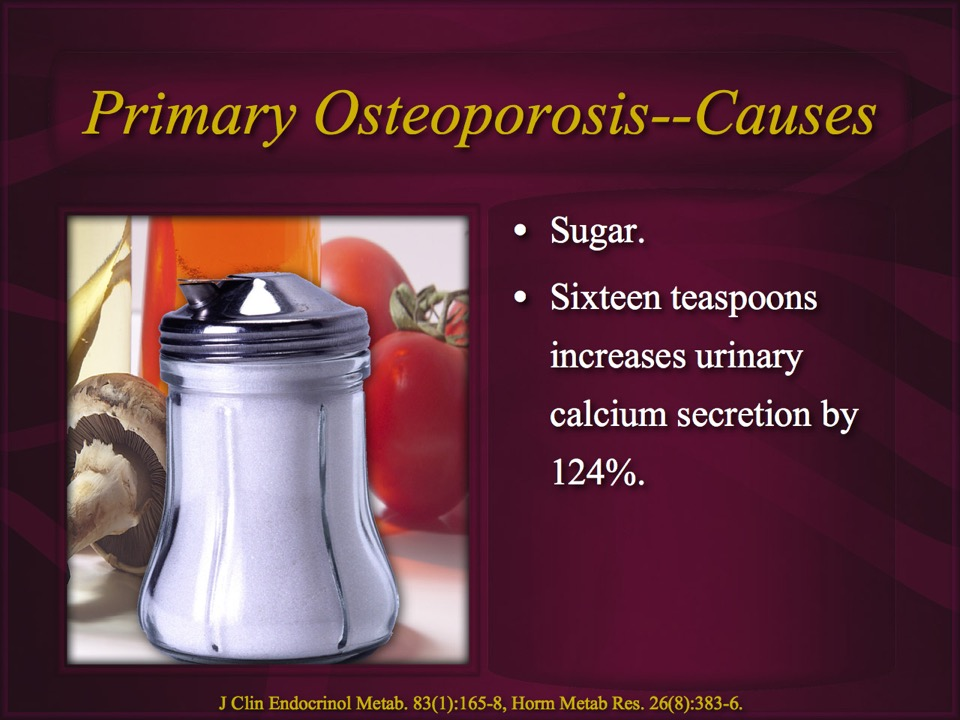 Primary Osteoporosis--Causes
• Sugar.
• Sixteen teaspoons
increases urinary
calcium secretion by
124%.
J Clin Endocrinol Metab. 83(1):165-8, Horm Metab Res. 26(8):383-6.